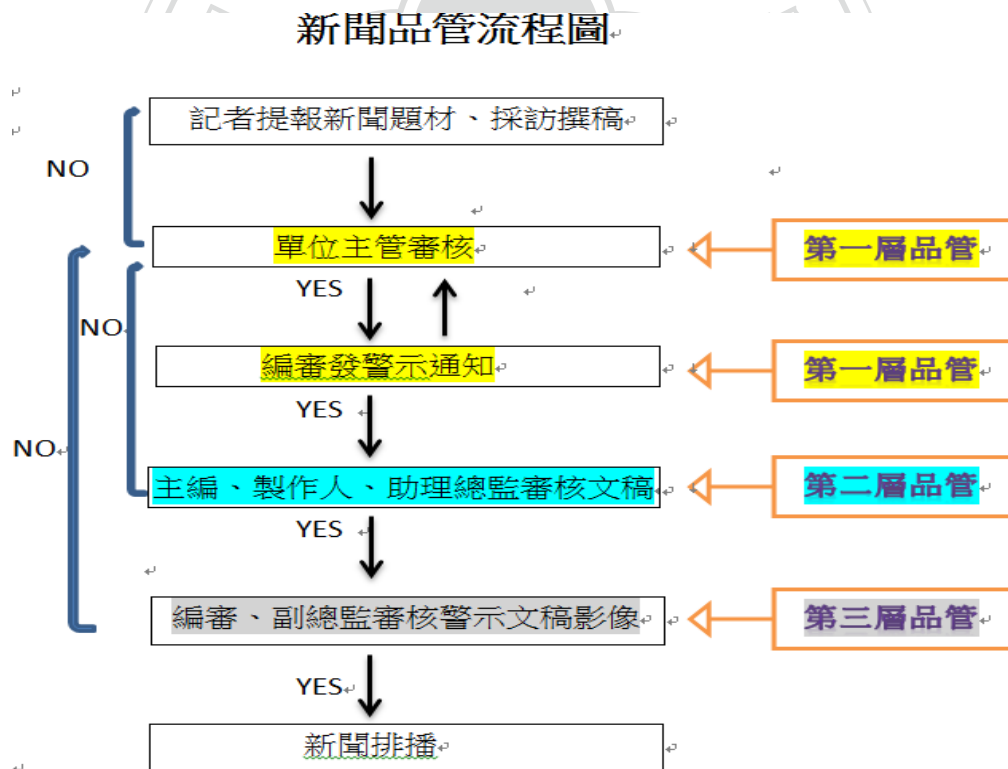 新聞品管流程圖
記者提報新聞題材、採訪撰稿
NO
單位主管審核
第一層品管
YES
NO
編審發警示通知
第一層品管
YES
NO
主編、製作人、助理總監審核文稿
第二層品管
YES
編審、副總監審核警示文稿影像
第三層品管
YES
新聞排播